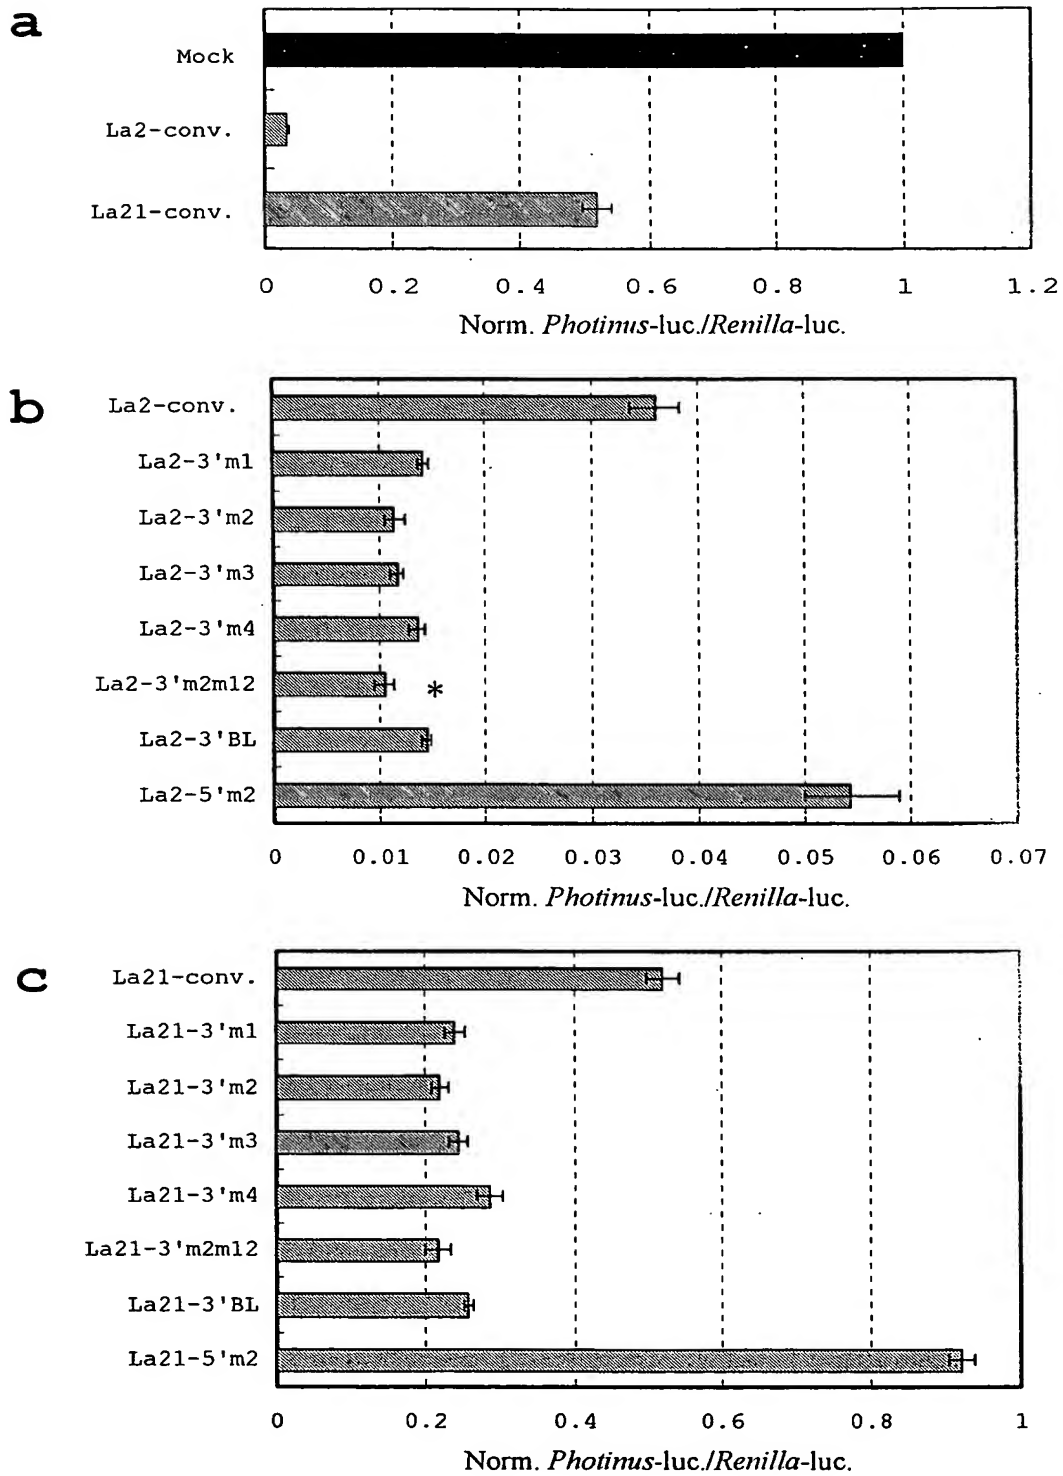 a
Mock
La2-conv.
La21-conv.
0 0.2 0.4 0.6 0.8 1 1.2
Norm. Photinus-luc./Renilla-luc.
b
La2-conv.
La2-3'm1
La2-3'm2
La2-3'm3
La2-3'm4
La2-3'm2m12 *
La2-3'BL
La2-5'm2
0 0.01 0.02 0.03 0.04 0.05 0.06 0.07
Norm. Photinus-luc./Renilla-luc.
c
La21-conv.
La21-3'm1
La21-3'm2
La21-3'm3
La21-3'm4
La21-3'm2m12
La21-3'BL
La21-5'm2
0 0.2 0.4 0.6 0.8 1
Norm. Photinus-luc./Renilla-luc.